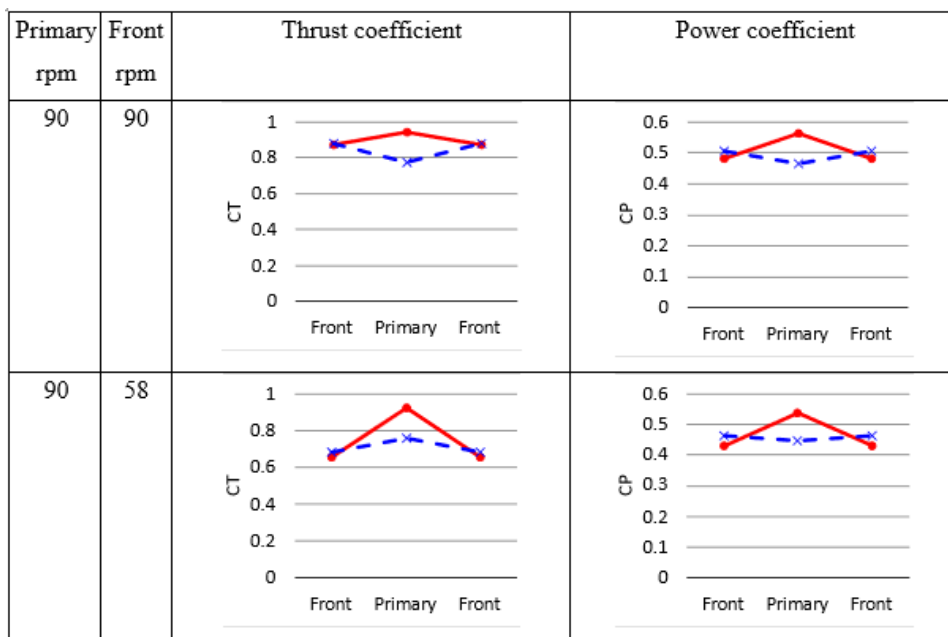 Primary rpm
Front rpm
Thrust coefficient
Power coefficient
90
90
1
0.8
0.6
0.4
0.2
0
CT
Front Primary Front
0.6
0.5
0.4
0.3
0.2
0.1
0
CP
Front Primary Front
90
58
1
0.8
0.6
0.4
0.2
0
CT
Front Primary Front
0.6
0.5
0.4
0.3
0.2
0.1
0
CP
Front Primary Front